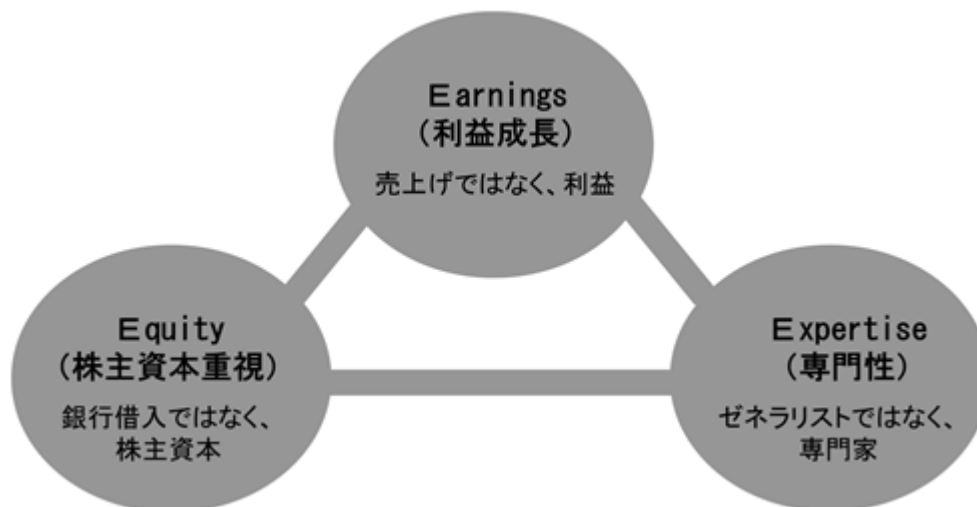 Earnings
(利益成長)
売上げではなく、利益
Equity
(株主資本重視)
銀行借入ではなく、
株主資本
Expertise
(専門性)
ゼネラリストではなく、
専門家